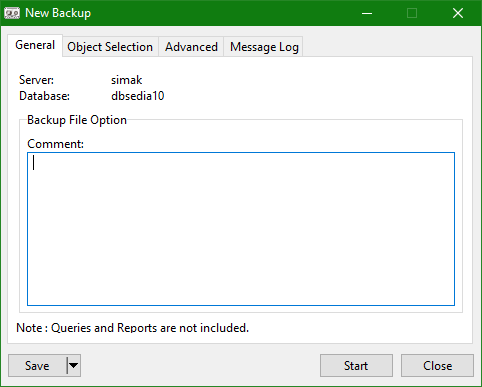 New Backup
General Object Selection Advanced Message Log
Server: simak
Database: dbsedia10
Backup File Option
Comment:
Note : Queries and Reports are not included.
Save Start Close